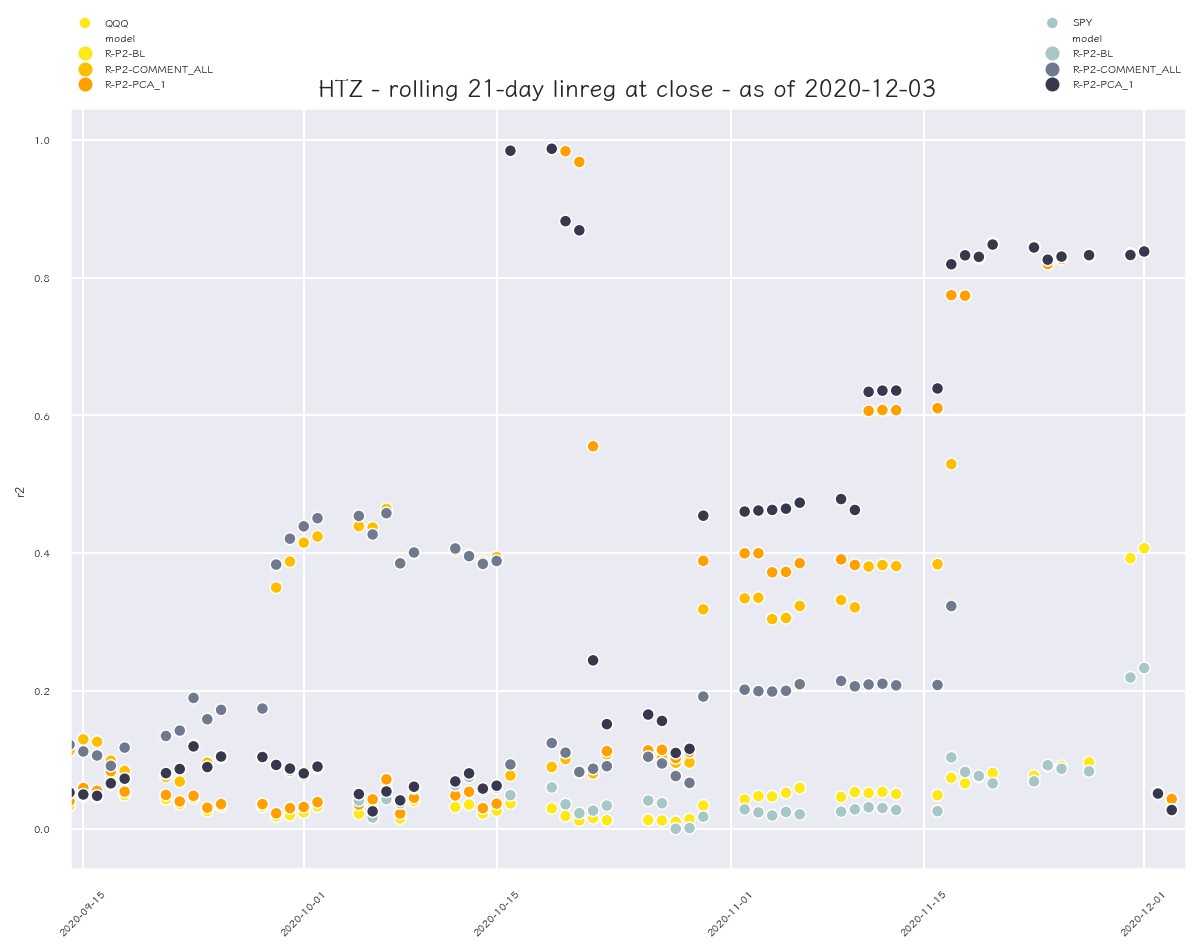 QQQ
model
R-P2-BL
R-P2-COMMENT_ALL
R-P2-PCA_1
SPY
model
R-P2-BL
R-P2-COMMENT_ALL
R-P2-PCA_1
HTZ - rolling 21-day linreg at close - as of 2020-12-03
1.0
0.8
0.6
0.4
0.2
0.0
r2
2020-09-15
2020-10-01
2020-10-15
2020-11-01
2020-11-15
2020-12-01